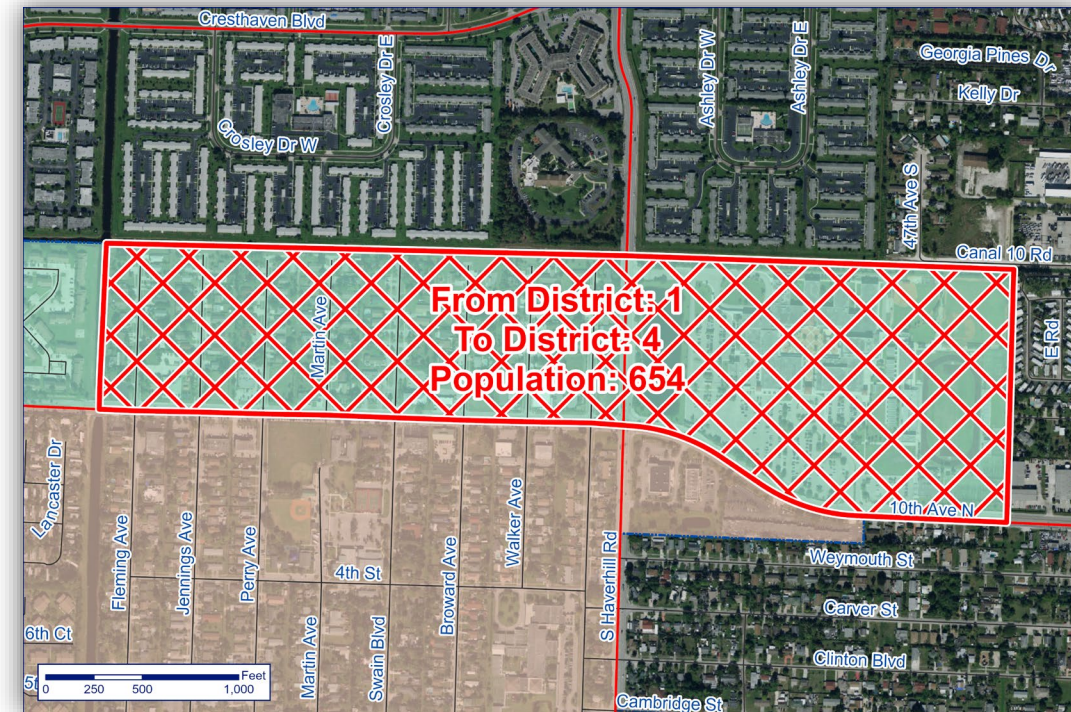 Cresthaven Blvd
Crosley Dr E
Ashley Dr W
Ashley Dr E
Georgia Pines Dr
Kelly Dr
Crosley Dr W
47th Ave S
Canal 10 Rd
From District: 1
To District: 4
Population: 654
Martin Ave
E Rd
Lancaster Dr
10th Ave N
Fleming Ave
Jennings Ave
Perry Ave
Martin Ave
Swain Blvd
Broward Ave
Walker Ave
S Haverhill Rd
4th St
Weymouth St
Carver St
Clinton Blvd
Cambridge St
6th Ct
Feet
0 250 500 1,000